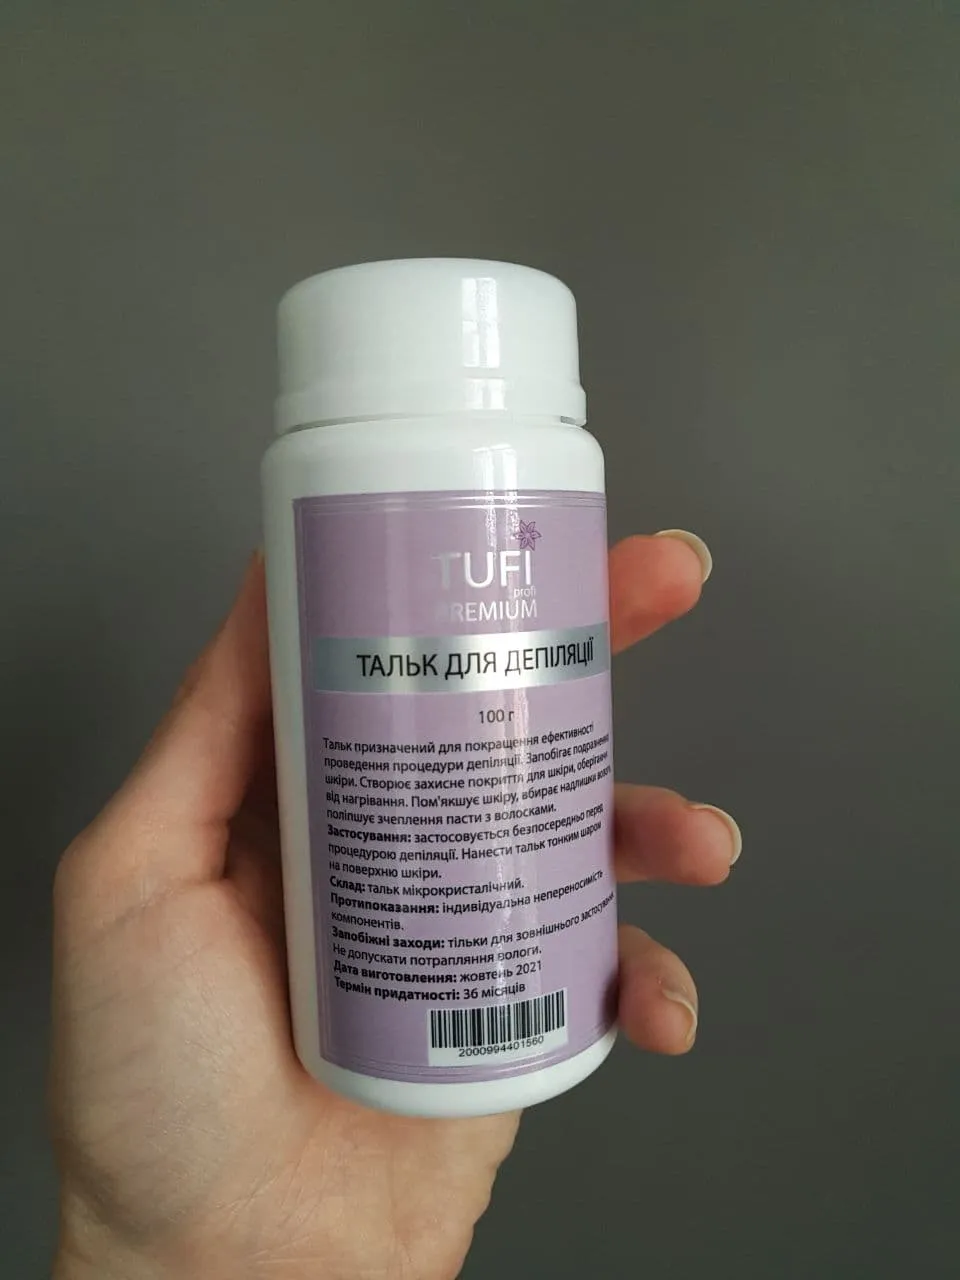 TUFI
profi
PREMIUM
ТАЛЬК ДЛЯ ДЕПІЛЯЦІЇ
100 г
Тальк призначений для покращення ефективності
проведення процедури депіляції. Запобігає подразненню
шкіри. Створює захисне покриття для шкіри, оберігаючи
від нагрівання. Пом'якшує шкіру, вбирає надлишки вологи,
поліпшує зчеплення пасти з волосками.
Застосування: застосовується безпосередньо перед
процедурою депіляції. Нанести тальк тонким шаром
на поверхню шкіри.
Склад: тальк мікрокристалічний.
Протипоказання: індивідуальна непереносимість
компонентів.
Запобіжні заходи: тільки для зовнішнього застосування.
Не допускати потрапляння вологи.
Дата виготовлення: жовтень 2021
Термін придатності: 36 місяців
2000994401560